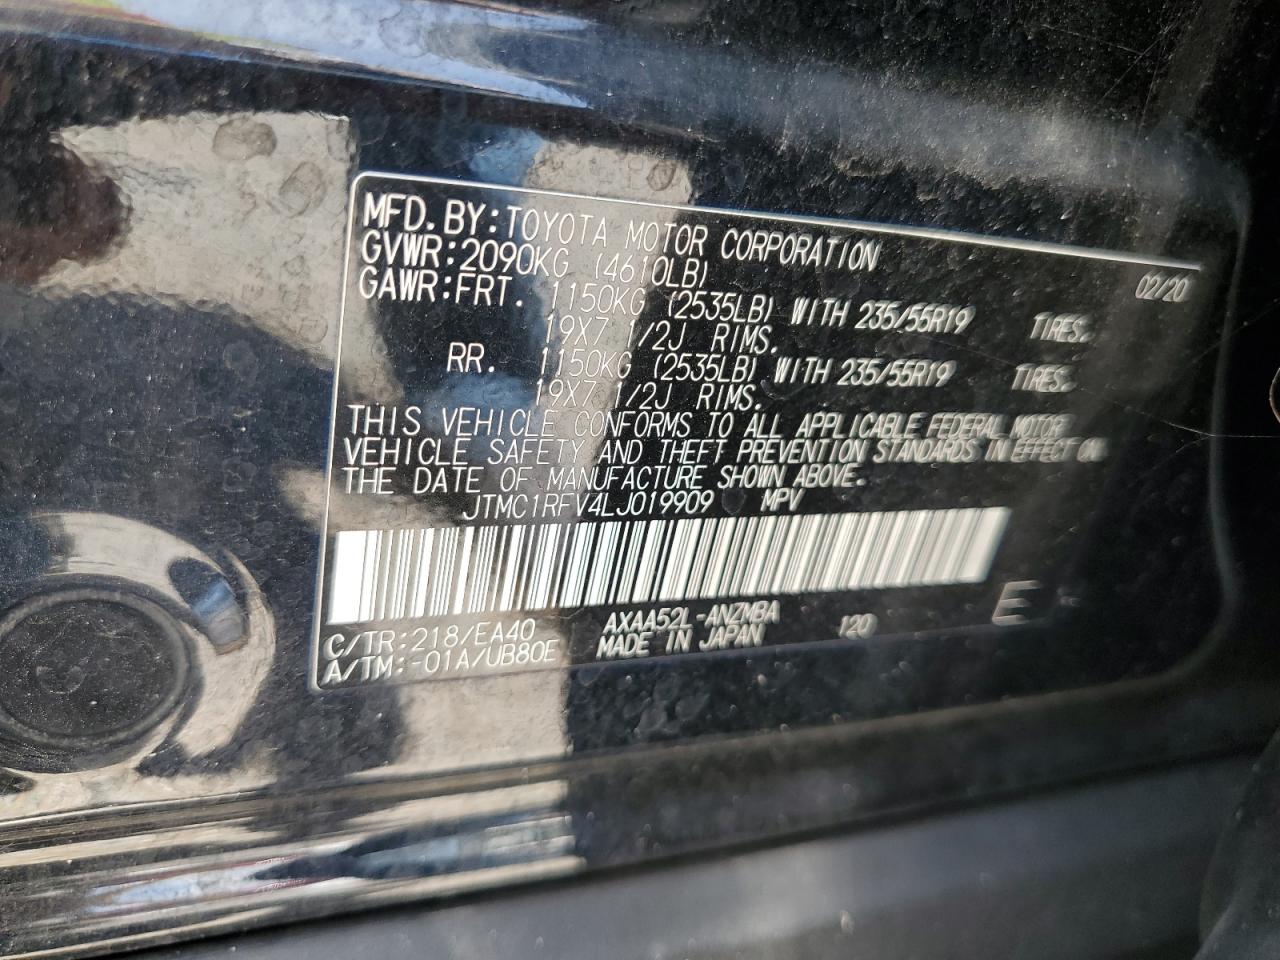 MFD. BY: TOYOTA MOTOR CORPORATION 02/20
GVWR: 2090KG (4610LB)
GAWR: FRT. 1150KG (2535LB) WITH 235/55R19 TIRES.
19X7 1/2J RIMS.
RR. 1150KG (2535LB) WITH 235/55R19 TIRES.
19X7 1/2J RIMS.
THIS VEHICLE CONFORMS TO ALL APPLICABLE FEDERAL MOTOR
VEHICLE SAFETY AND THEFT PREVENTION STANDARDS IN EFFECT ON
THE DATE OF MANUFACTURE SHOWN ABOVE.
JTMC1RFV4LJ019909 MPV
C/TR: 218/EA40 AXAA52L-ANZMBA 120 E
A/TM: -01A/UB80E MADE IN JAPAN